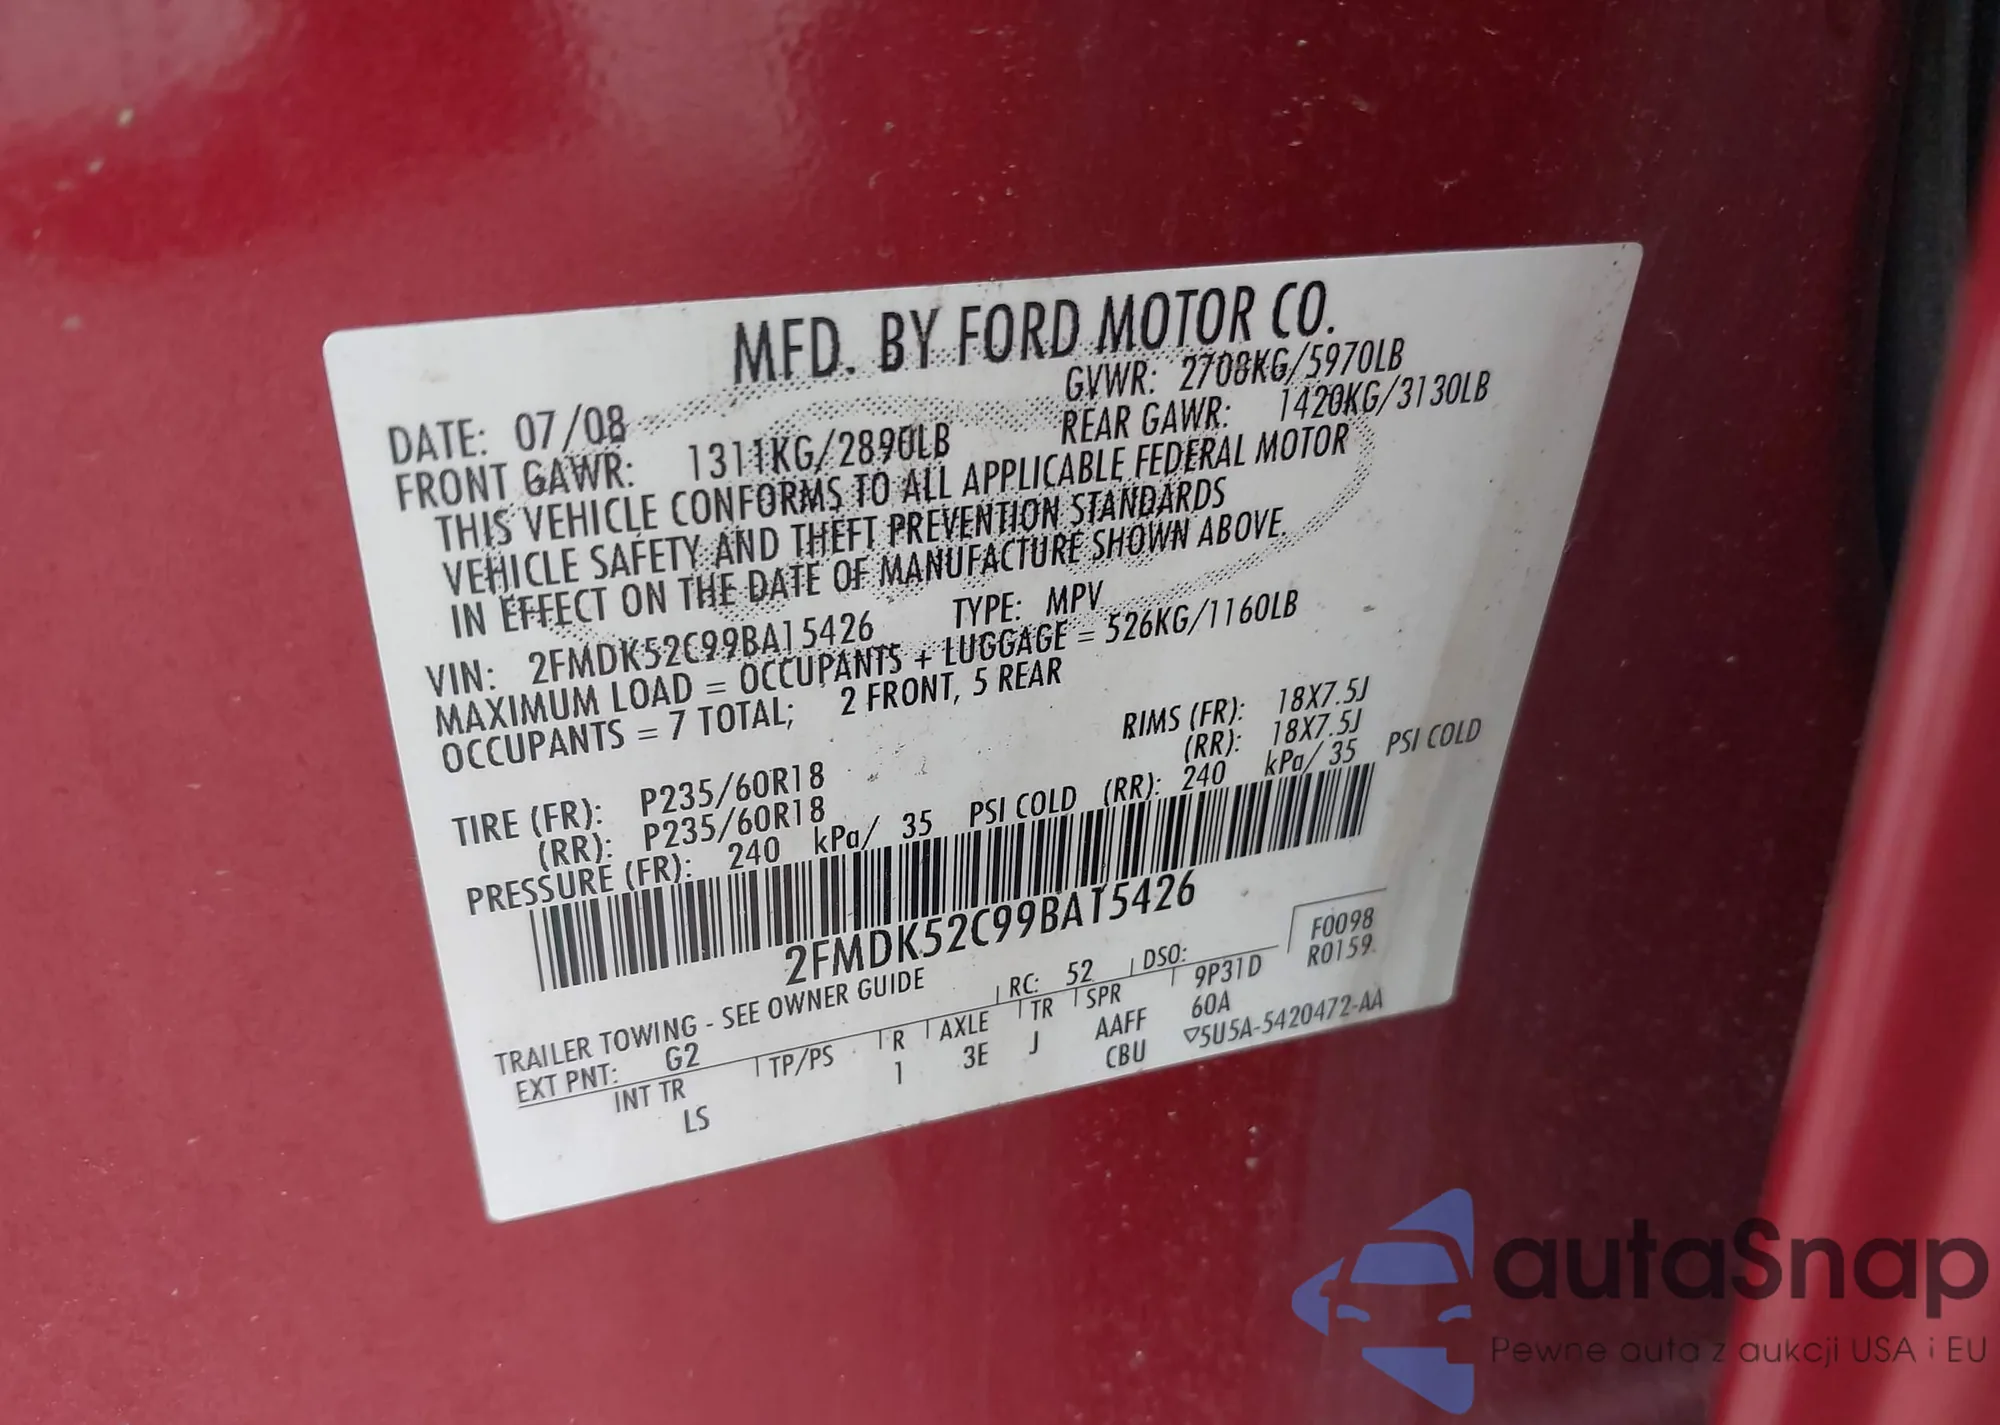 MFD. BY FORD MOTOR CO.
DATE: 07/08 GVWR: 2708KG/5970LB
FRONT GAWR: 1311KG/2890LB REAR GAWR: 1420KG/3130LB
THIS VEHICLE CONFORMS TO ALL APPLICABLE FEDERAL MOTOR
VEHICLE SAFETY AND THEFT PREVENTION STANDARDS
IN EFFECT ON THE DATE OF MANUFACTURE SHOWN ABOVE.
VIN: 2FMDK52C99BA15426 TYPE: MPV
MAXIMUM LOAD = OCCUPANTS + LUGGAGE = 526KG/1160LB
OCCUPANTS = 7 TOTAL; 2 FRONT, 5 REAR
TIRE (FR): P235/60R18 RIMS (FR): 18X7.5J
(RR): P235/60R18 (RR): 18X7.5J
PRESSURE (FR): 240 kPa/ 35 PSI COLD (RR): 240 kPa/ 35 PSI COLD
2FMDK52C99BA15426
TRAILER TOWING - SEE OWNER GUIDE
F0098
R0159
EXT PNT: G2 RC: 52 DSO: 9P31D
INT TR TP/PS R AXLE TR SPR 60A
LS 1 3E J AAFF
CBU ▽5U5A-5420472-AA
autaSnap
Pewne auta z aukcji USA i EU